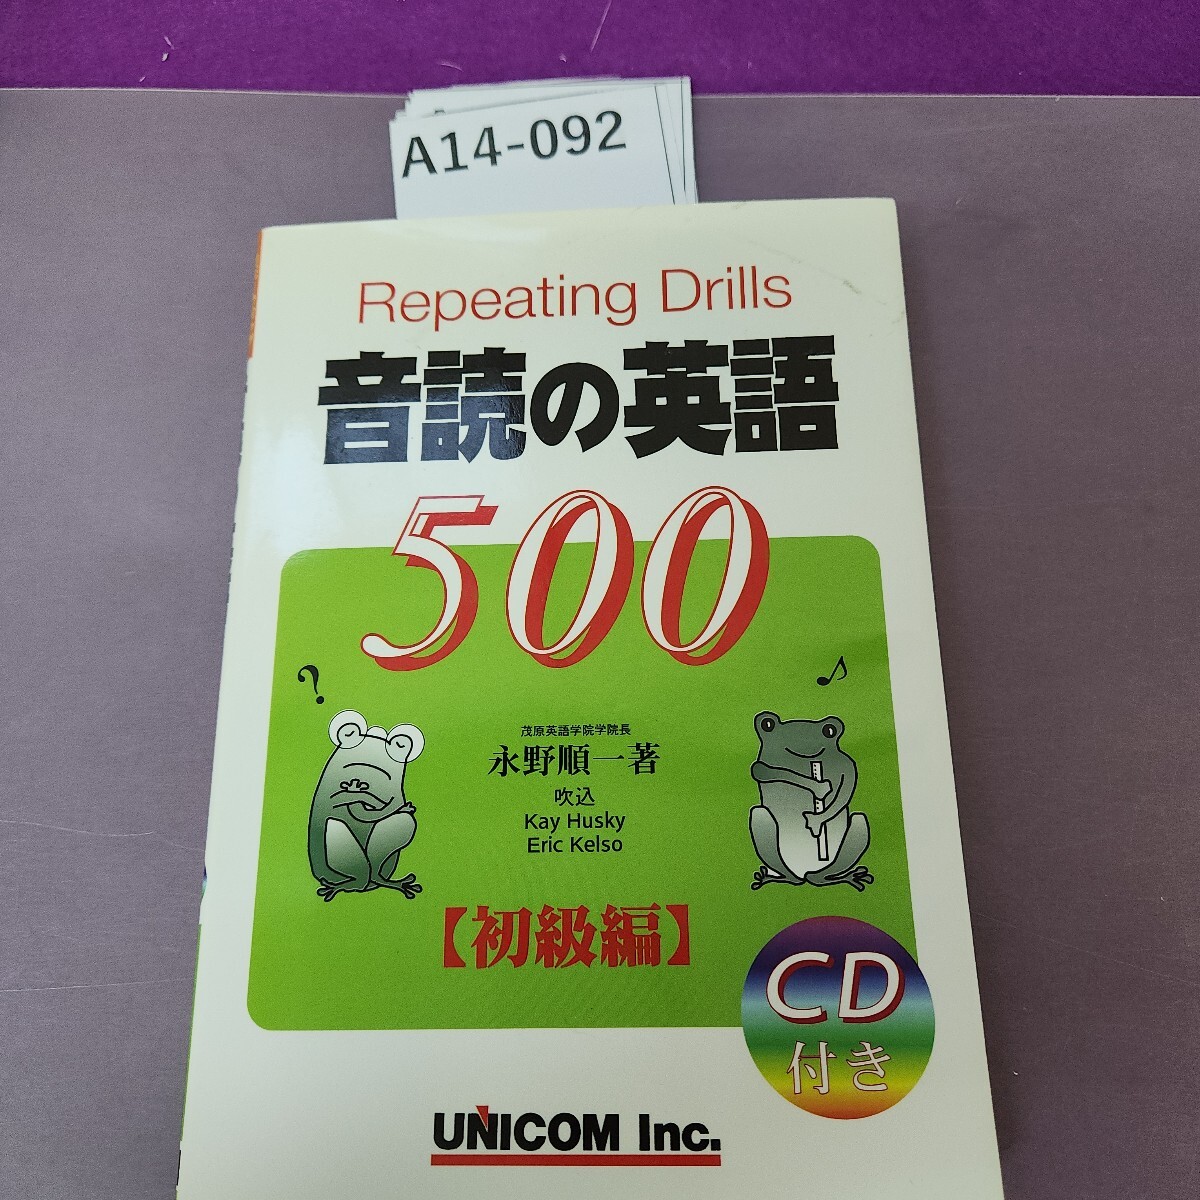 A14-092
Repeating Drills
音読の英語
500
?
♪
茂原英語学院学院長
永野順一著
吹込
Kay Husky
Eric Kelso
【初級編】
CD
付き
UNICOM Inc.